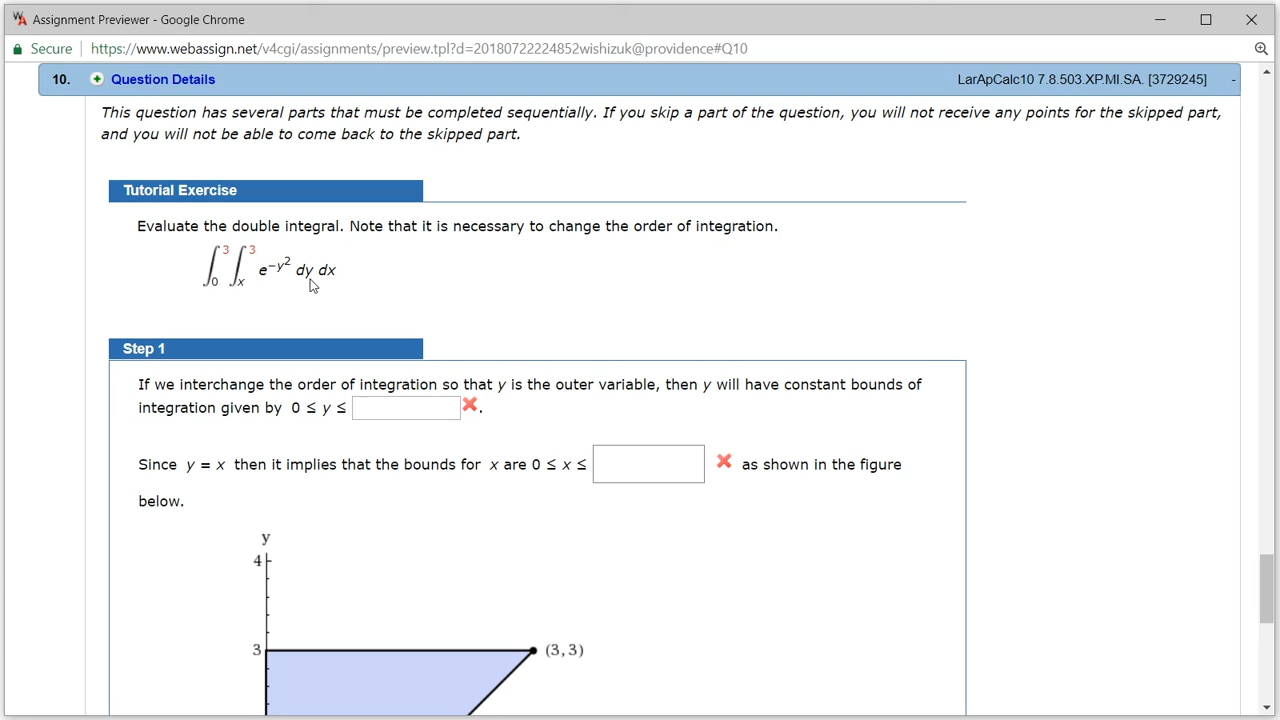 Assignment Previewer - Google Chrome
Secure https://www.webassign.net/v4cgi/assignments/preview.tpl?d=20180722224852wishizuk@providence#Q10
10. Question Details LarApCalc10 7.8.503.XP.MI.SA. [3729245] -
This question has several parts that must be completed sequentially. If you skip a part of the question, you will not receive any points for the skipped part,
and you will not be able to come back to the skipped part.
Tutorial Exercise
Evaluate the double integral. Note that it is necessary to change the order of integration.
∫₀³ ∫ₓ³ e^(−y²) dy dx
Step 1
If we interchange the order of integration so that y is the outer variable, then y will have constant bounds of
integration given by 0 ≤ y ≤ .
Since y = x then it implies that the bounds for x are 0 ≤ x ≤ as shown in the figure
below.
y
4
3 (3, 3)